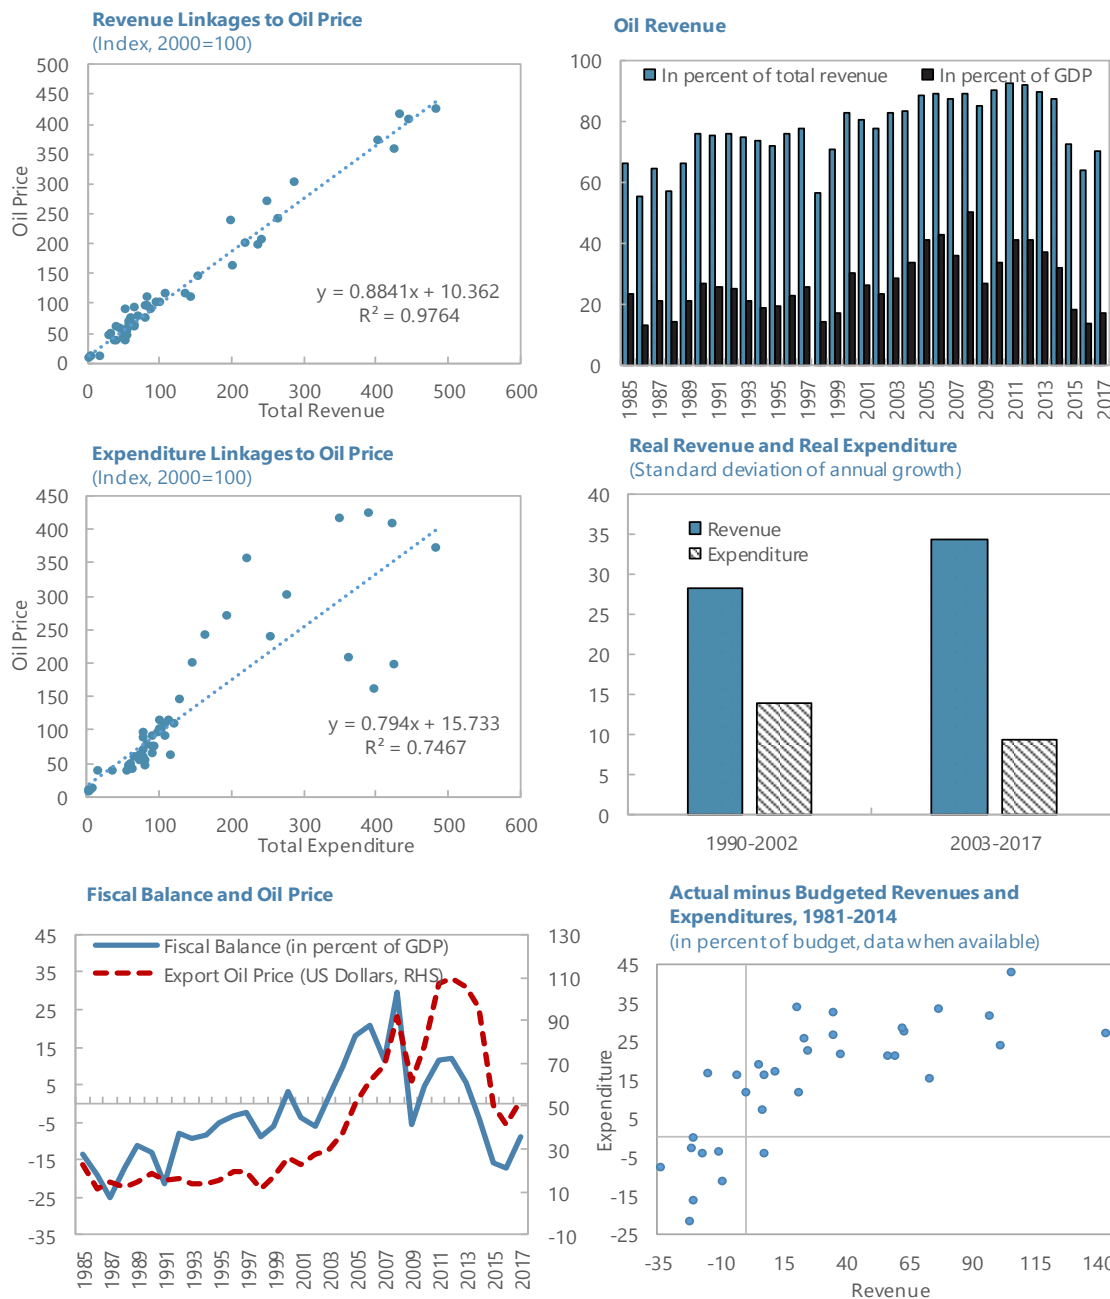 Revenue Linkages to Oil Price
(Index, 2000=100)
500
450
400
350
300
250
200
150
100
50
0
Oil Price
y = 0.8841x + 10.362
R² = 0.9764
0 100 200 300 400 500 600
Total Revenue
Oil Revenue
100
80
60
40
20
0
In percent of total revenue
In percent of GDP
1985 1987 1989 1991 1993 1995 1997 1999 2001 2003 2005 2007 2009 2011 2013 2015 2017
Expenditure Linkages to Oil Price
(Index, 2000=100)
450
400
350
300
250
200
150
100
50
0
Oil Price
y = 0.794x + 15.733
R² = 0.7467
0 100 200 300 400 500 600
Total Expenditure
Real Revenue and Real Expenditure
(Standard deviation of annual growth)
40
35
30
25
20
15
10
5
0
Revenue
Expenditure
1990-2002 2003-2017
Fiscal Balance and Oil Price
45
35
25
15
5
-5
-15
-25
-35
Fiscal Balance (in percent of GDP)
Export Oil Price (US Dollars, RHS)
130
110
90
70
50
30
10
-10
1985 1987 1989 1991 1993 1995 1997 1999 2001 2003 2005 2007 2009 2011 2013 2015 2017
Actual minus Budgeted Revenues and
Expenditures, 1981-2014
(in percent of budget, data when available)
45
35
25
15
5
-5
-15
-25
Expenditure
-35 -10 15 40 65 90 115 140
Revenue